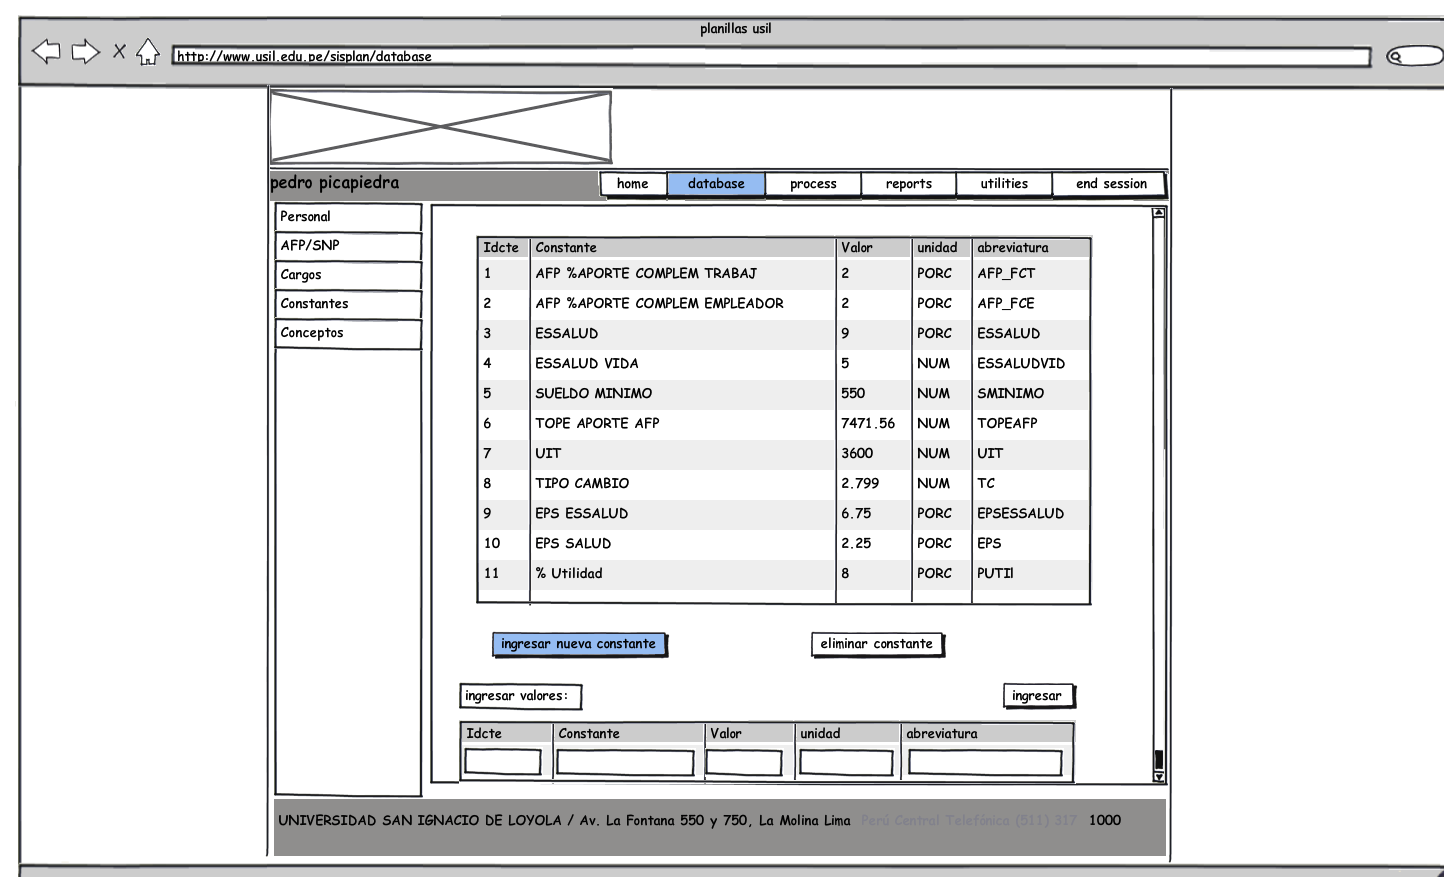 planillas usil
http://www.usil.edu.pe/sisplan/database
pedro picapiedra
home database process reports utilities end session
Personal
AFP/SNP
Cargos
Constantes
Conceptos
Idcte Constante Valor unidad abreviatura
1 AFP %APORTE COMPLEM TRABAJ 2 PORC AFP_FCT
2 AFP %APORTE COMPLEM EMPLEADOR 2 PORC AFP_FCE
3 ESSALUD 9 PORC ESSALUD
4 ESSALUD VIDA 5 NUM ESSALUDVID
5 SUELDO MINIMO 550 NUM SMINIMO
6 TOPE APORTE AFP 7471.56 NUM TOPEAFP
7 UIT 3600 NUM UIT
8 TIPO CAMBIO 2.799 NUM TC
9 EPS ESSALUD 6.75 PORC EPSESSALUD
10 EPS SALUD 2.25 PORC EPS
11 % Utilidad 8 PORC PUTIl
ingresar nueva constante eliminar constante
ingresar valores: ingresar
Idcte Constante Valor unidad abreviatura
UNIVERSIDAD SAN IGNACIO DE LOYOLA / Av. La Fontana 550 y 750, La Molina Lima Perú Central Telefónica (511) 317 1000